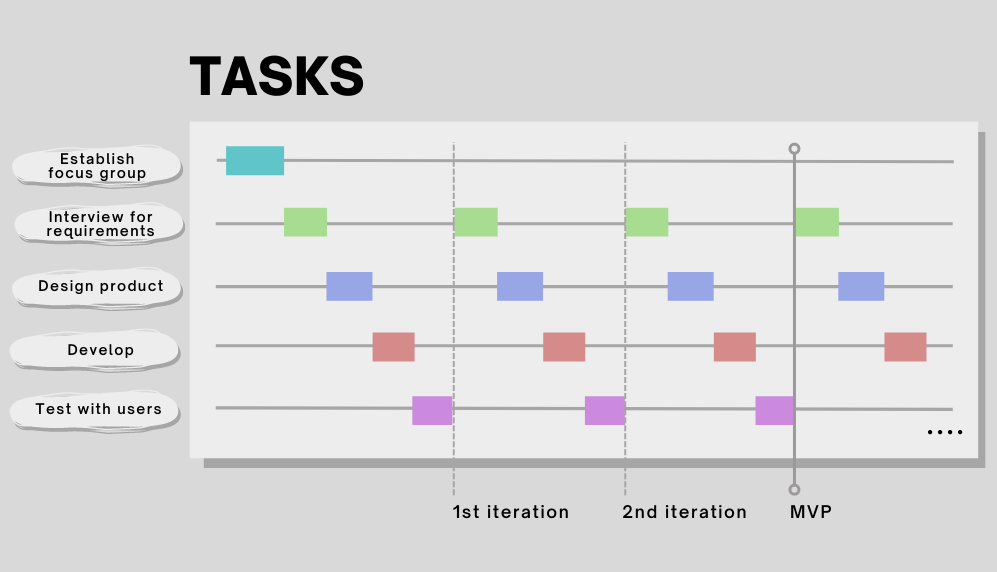 TASKS
Establish
focus group
Interview for
requirements
Design product
Develop
Test with users
....
1st iteration
2nd iteration
MVP